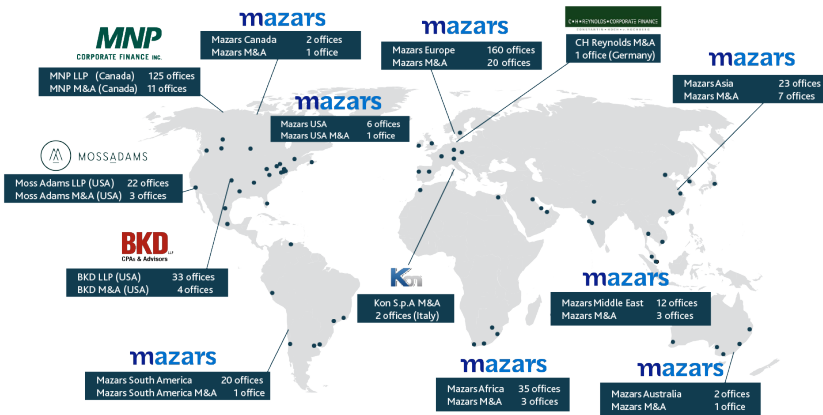 MNP
CORPORATE FINANCE INC.
MNP LLP (Canada) 125 offices
MNP M&A (Canada) 11 offices
mazars
Mazars Canada 2 offices
Mazars M&A 1 office
mazars
Mazars Europe 160 offices
Mazars M&A 20 offices
C·H·REYNOLDS·CORPORATE FINANCE
CH Reynolds M&A
1 office (Germany)
mazars
Mazars Asia 23 offices
Mazars M&A 7 offices
mazars
Mazars USA 6 offices
Mazars USA M&A 1 office
MOSSADAMS
Moss Adams LLP (USA) 22 offices
Moss Adams M&A (USA) 3 offices
BKD LLP
CPAs & Advisors
BKD LLP (USA) 33 offices
BKD M&A (USA) 4 offices
Kon
Kon S.p.A M&A
2 offices (Italy)
mazars
Mazars Middle East 12 offices
Mazars M&A 3 offices
mazars
Mazars South America 20 offices
Mazars South America M&A 1 office
mazars
Mazars Africa 35 offices
Mazars M&A 3 offices
mazars
Mazars Australia 2 offices
Mazars M&A 1 office